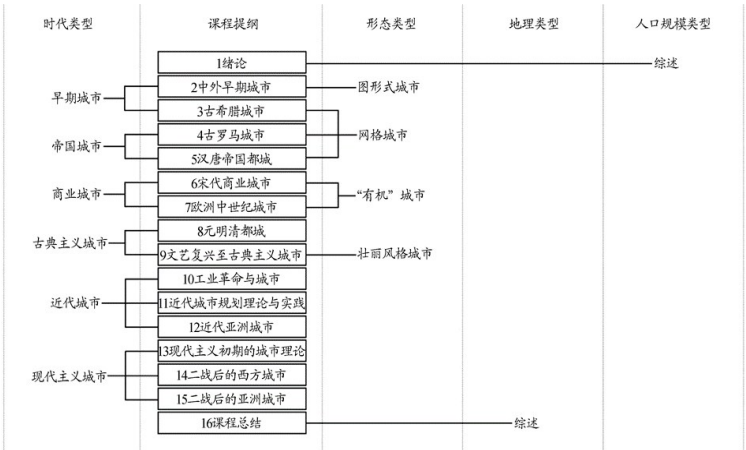 时代类型 课程提纲 形态类型 地理类型 人口规模类型
1绪论 综述
2中外早期城市 图形式城市
早期城市
3古希腊城市
4古罗马城市 网格城市
帝国城市
5汉唐帝国都城
6宋代商业城市
商业城市 “有机”城市
7欧洲中世纪城市
8元明清都城
古典主义城市
9文艺复兴至古典主义城市 壮丽风格城市
10工业革命与城市
近代城市 11近代城市规划理论与实践
12近代亚洲城市
13现代主义初期的城市理论
现代主义城市 14二战后的西方城市
15二战后的亚洲城市
16课程总结 综述